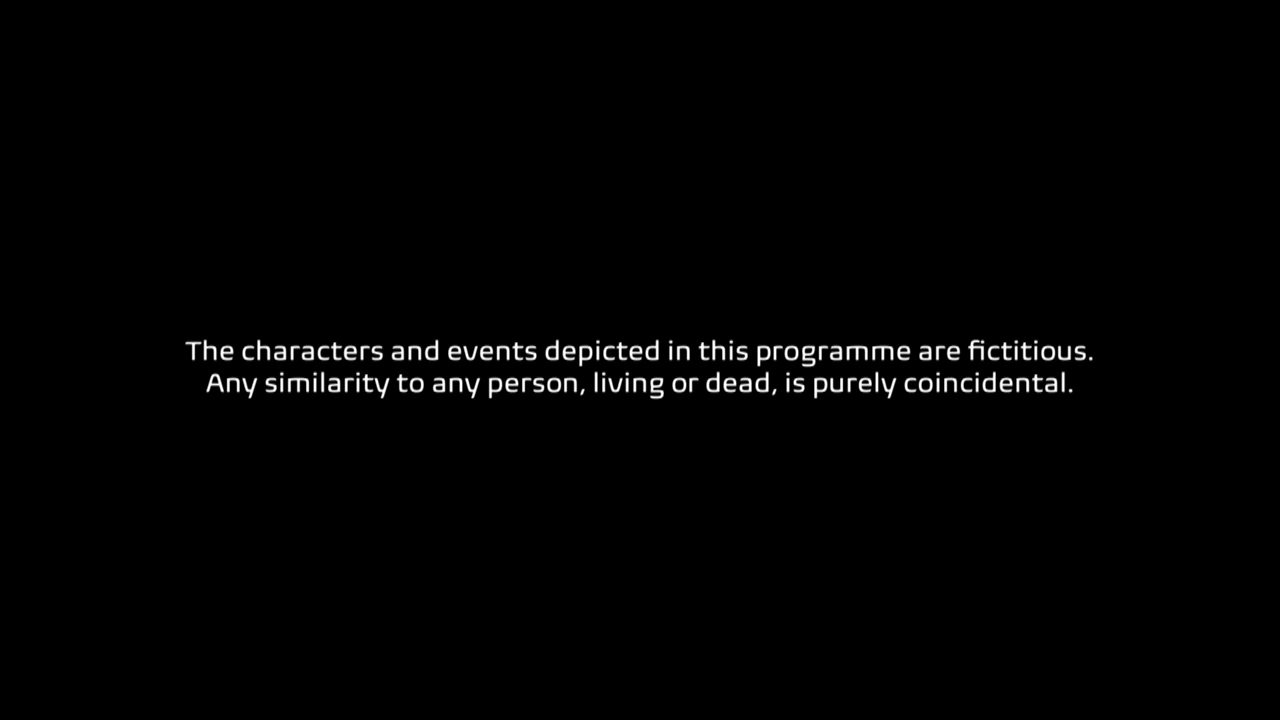 The characters and events depicted in this programme are fictitious.
Any similarity to any person, living or dead, is purely coincidental.